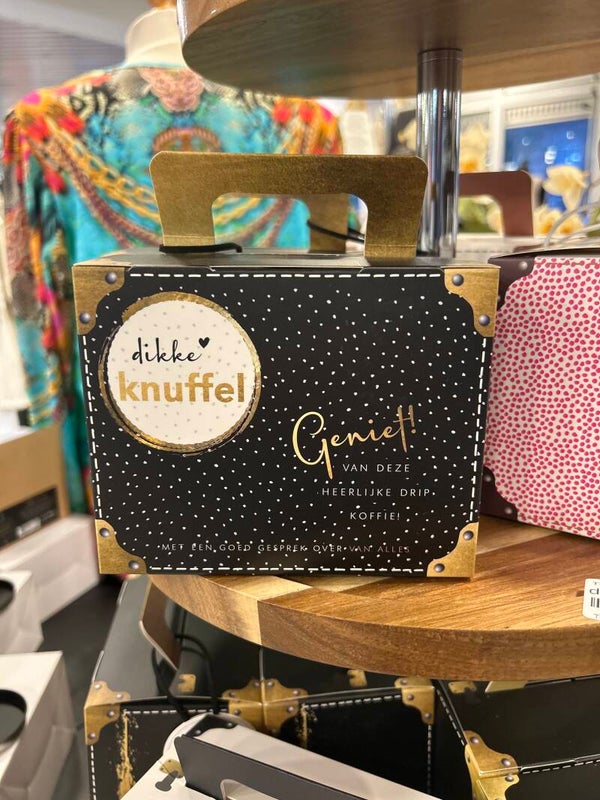 dikke
knuffel
Geniet!
VAN DEZE
HEERLIJKE DRIP
KOFFIE!
MET EEN GOED GESPREK OVER VAN ALLES